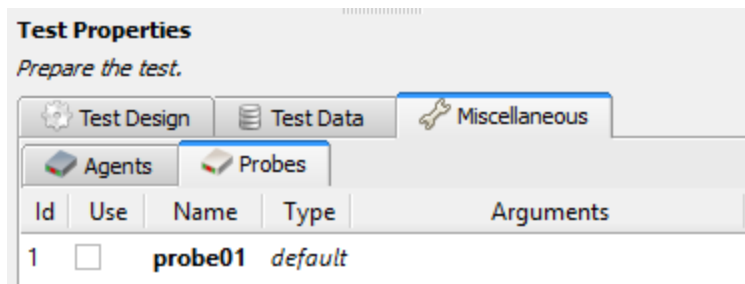 Test Properties
Prepare the test.
Test Design Test Data Miscellaneous
Agents Probes
Id Use Name Type Arguments
1 probe01 default